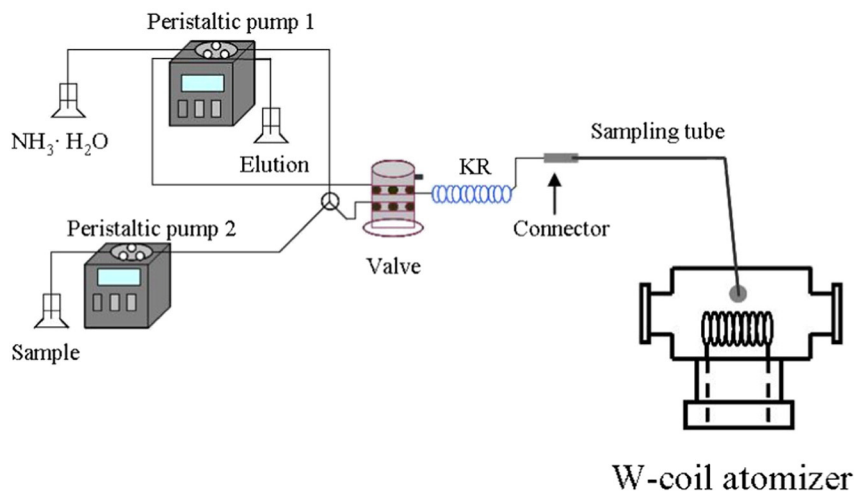 Peristaltic pump 1
NH₃· H₂O
Elution
Sampling tube
KR
Connector
Peristaltic pump 2
Valve
Sample
W-coil atomizer